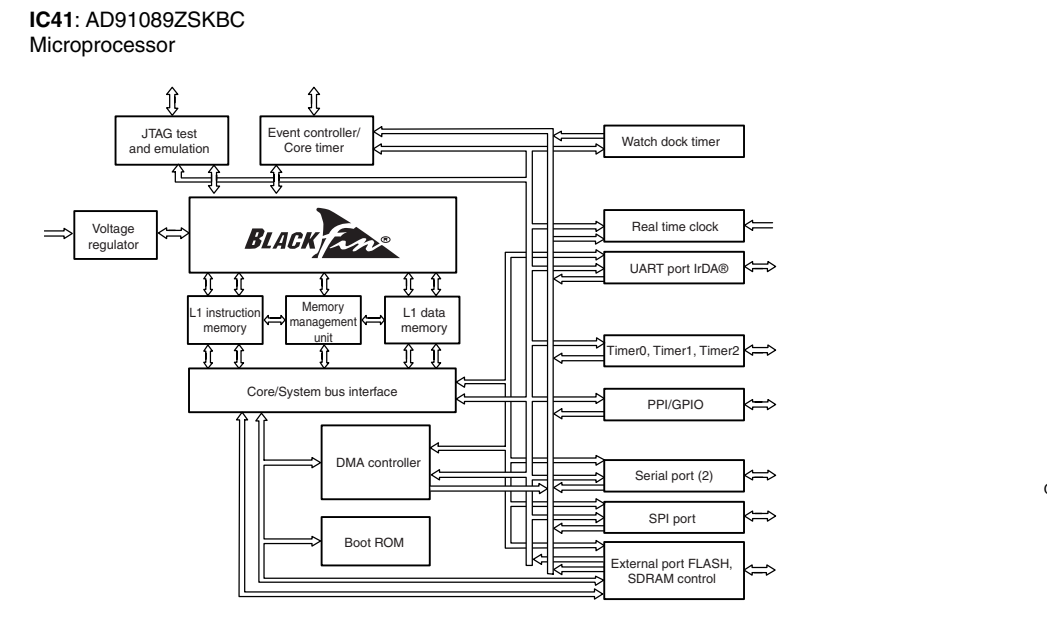 IC41: AD91089ZSKBC
Microprocessor
JTAG test
and emulation
Event controller/
Core timer
Watch dock timer
Voltage
regulator
BLACKfin®
Real time clock
UART port IrDA®
L1 instruction
memory
Memory
management
unit
L1 data
memory
Timer0, Timer1, Timer2
Core/System bus interface
PPI/GPIO
DMA controller
Serial port (2)
SPI port
Boot ROM
External port FLASH,
SDRAM control